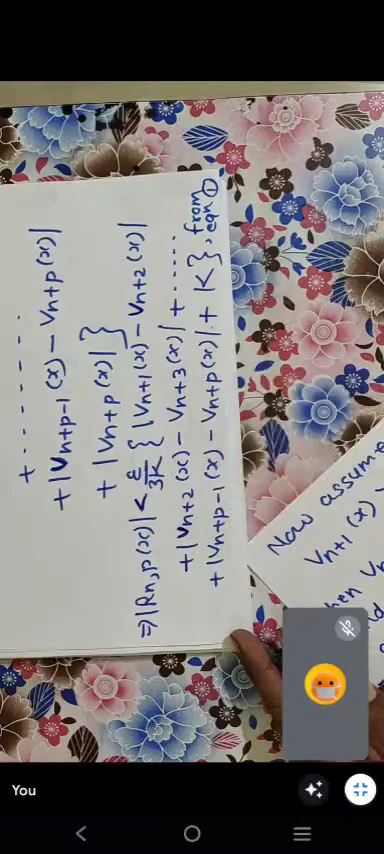 + - - - - - - -
+ |Vn+p-1 (x) - Vn+p (x)|
+ |Vn+p (x)| }
⇒ |Rn,p (x)| < ε/3K { |Vn+1 (x) - Vn+2 (x)|
+ |Vn+2 (x) - Vn+3 (x)| + .....
+ |Vn+p-1 (x) - Vn+p (x)| + K }, from eqn ①
Now assume
Vn+1 (x)
You